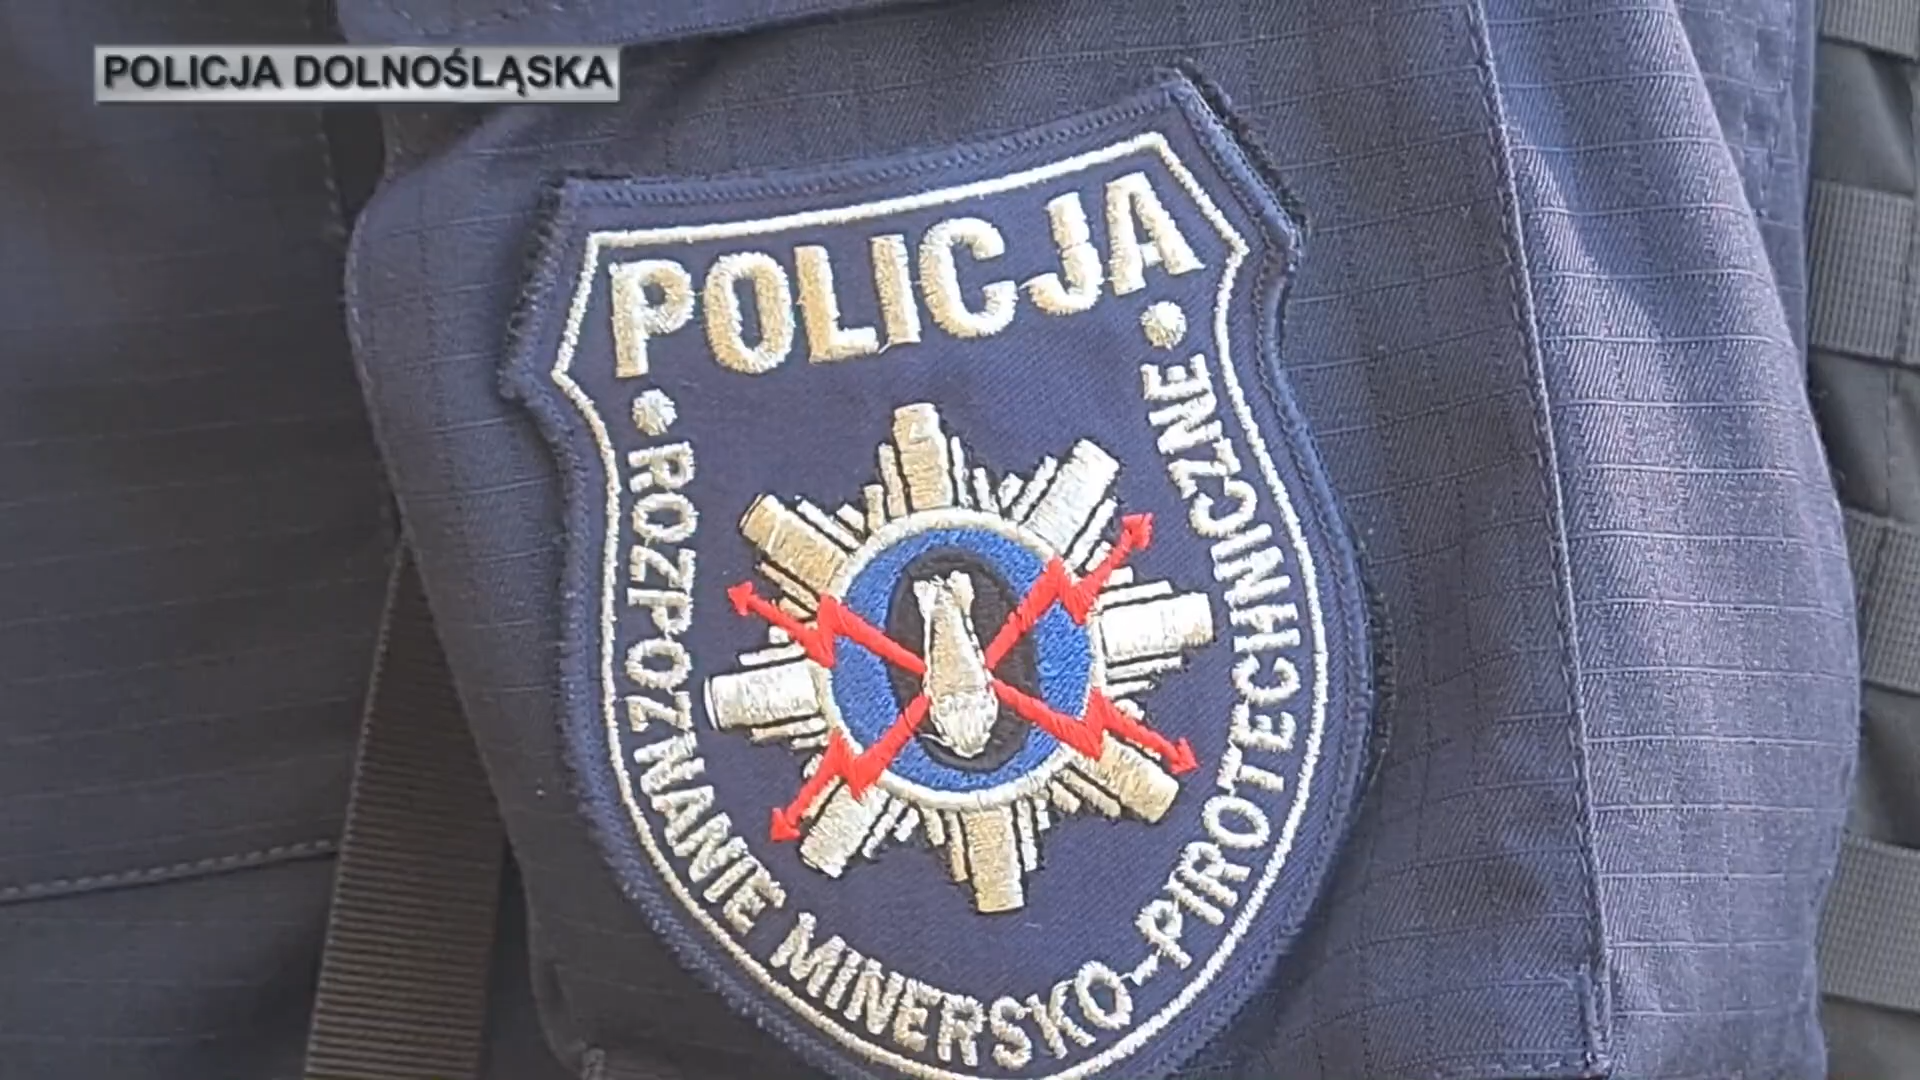 POLICJA DOLNOŚLĄSKA
POLICJA
• ROZPOZNANIE MINERSKO-PIROTECHNICZNE •